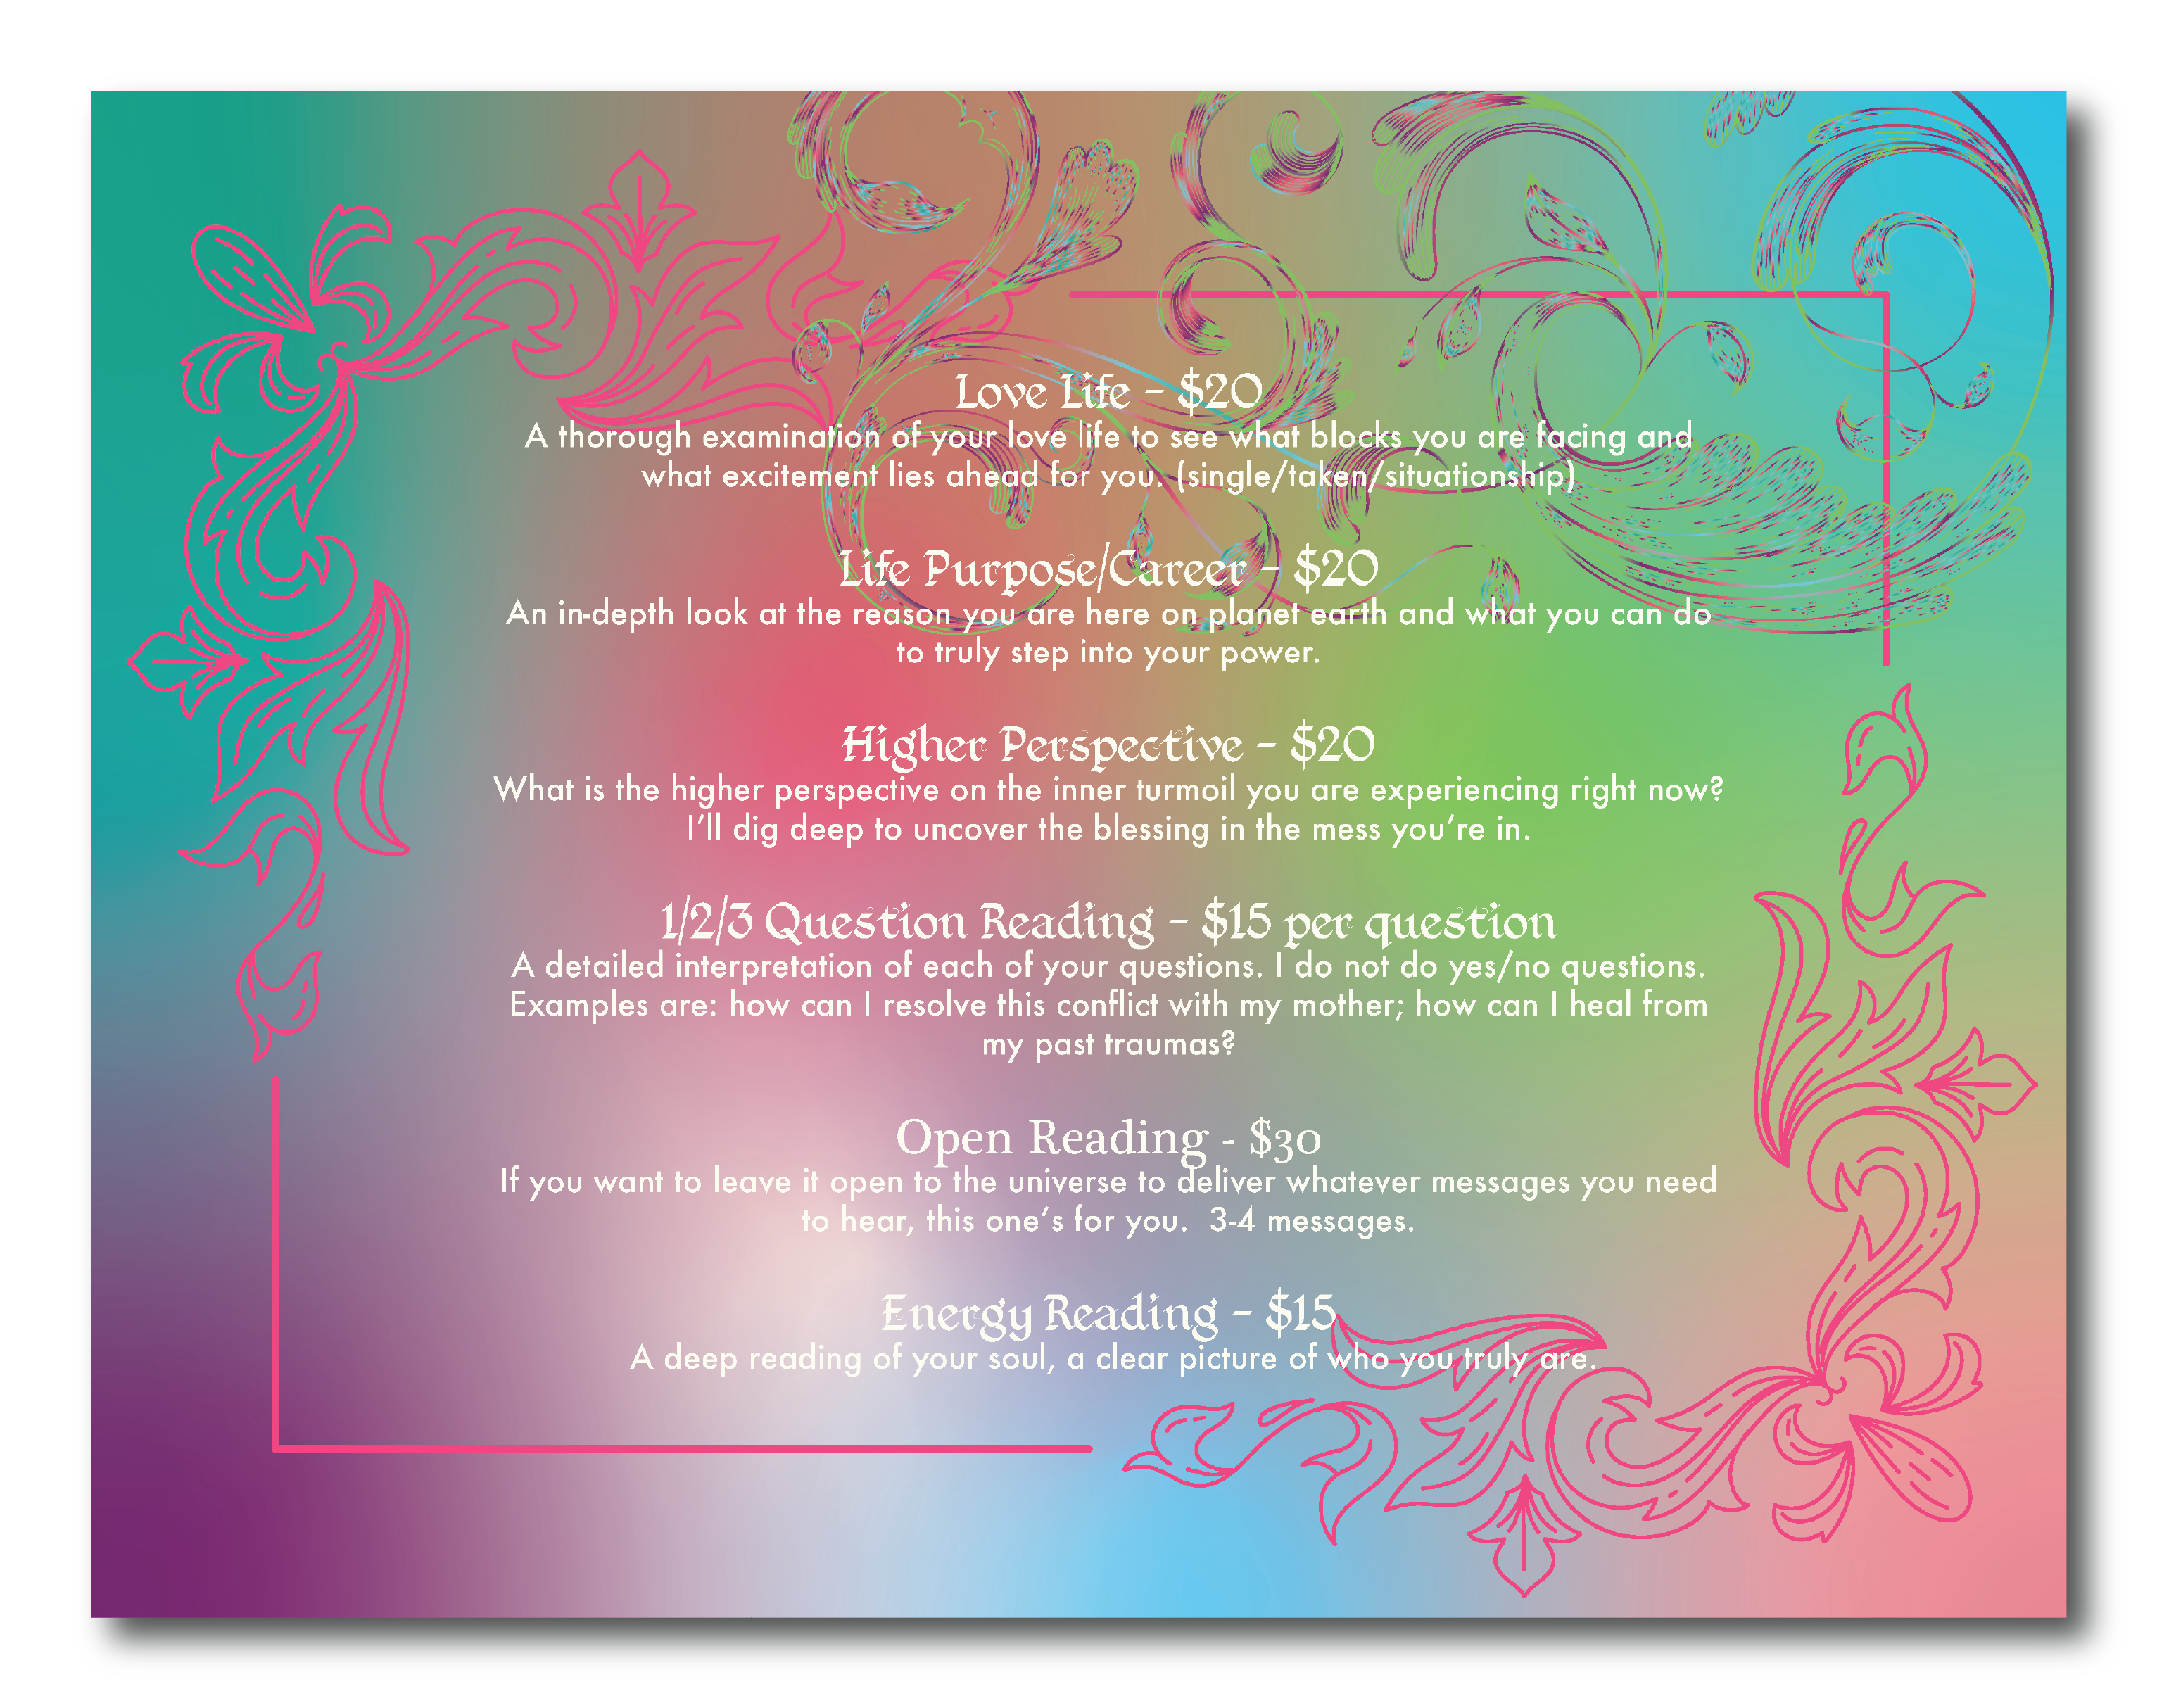 Love Life - $20
A thorough examination of your love life to see what blocks you are facing and
what excitement lies ahead for you. (single/taken/situationship)
Life Purpose/Career - $20
An in-depth look at the reason you are here on planet earth and what you can do
to truly step into your power.
Higher Perspective - $20
What is the higher perspective on the inner turmoil you are experiencing right now?
I’ll dig deep to uncover the blessing in the mess you’re in.
1/2/3 Question Reading - $15 per question
A detailed interpretation of each of your questions. I do not do yes/no questions.
Examples are: how can I resolve this conflict with my mother; how can I heal from
my past traumas?
Open Reading - $30
If you want to leave it open to the universe to deliver whatever messages you need
to hear, this one’s for you.  3-4 messages.
Energy Reading - $15
A deep reading of your soul, a clear picture of who you truly are.